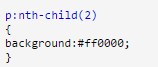 p:nth-child(2)
{
background:#ff0000;
}